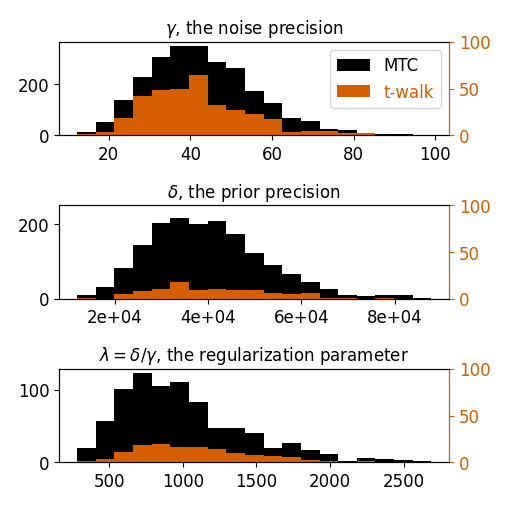 γ, the noise precision
200
0
100
50
0
MTC
t-walk
20 40 60 80 100
δ, the prior precision
200
0
100
50
0
2e+04 4e+04 6e+04 8e+04
λ = δ/γ, the regularization parameter
100
0
100
50
0
500 1000 1500 2000 2500